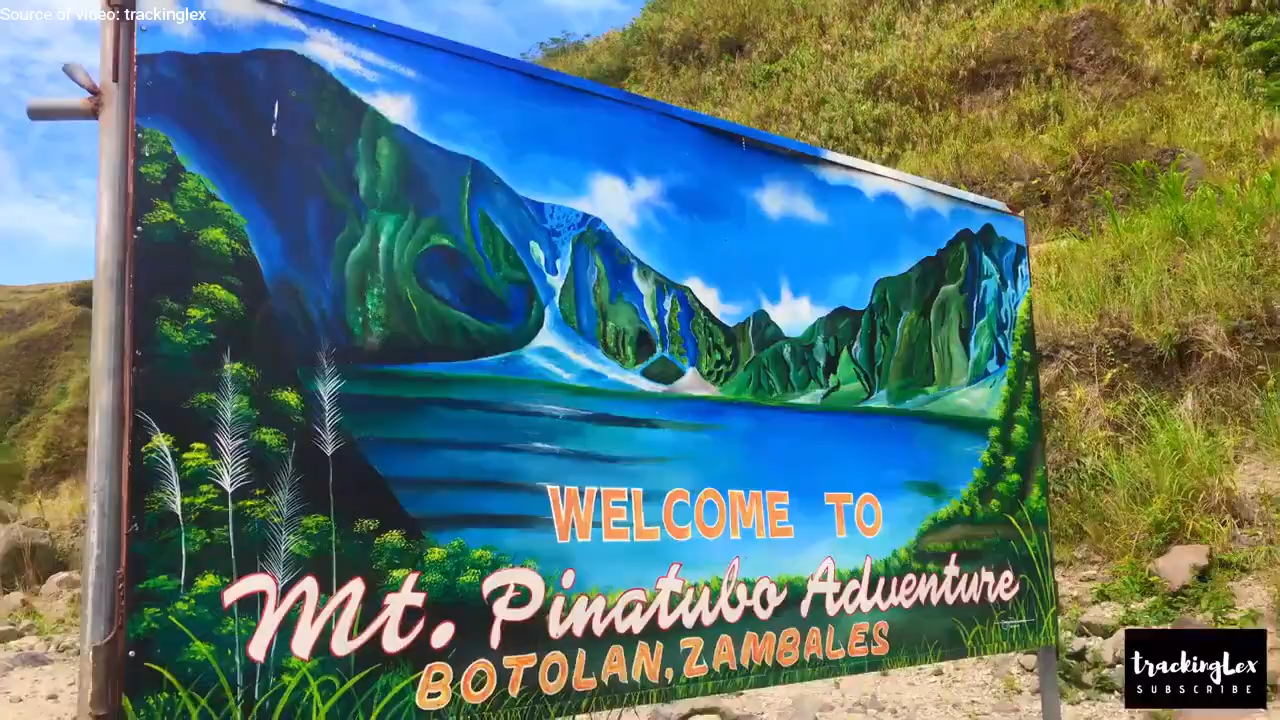 Source of video: trackinglex
WELCOME TO
Mt. Pinatubo Adventure
BOTOLAN, ZAMBALES
trackingLex
SUBSCRIBE